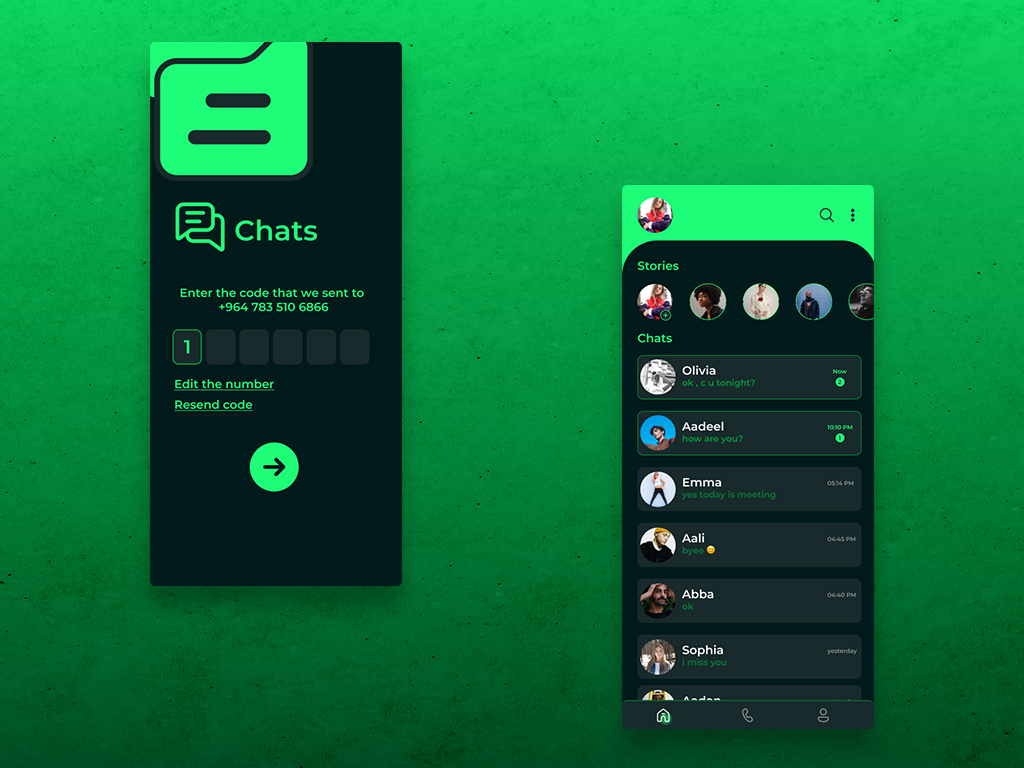 Chats
Enter the code that we sent to
+964 783 510 6866
1
Edit the number
Resend code
Stories
Chats
Olivia
Now
ok , c u tonight?
2
Aadeel
10:10 PM
how are you?
1
Emma
05:14 PM
yes today is meeting
Aali
04:45 PM
byee 😊
Abba
04:40 PM
ok
Sophia
yesterday
i miss you